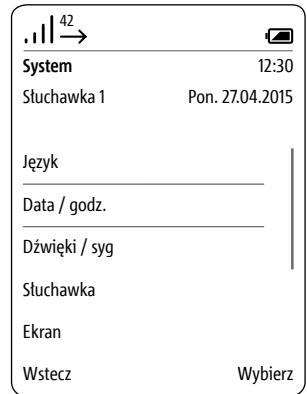 42
System 12:30
Słuchawka 1 Pon. 27.04.2015
Język
Data / godz.
Dźwięki / syg
Słuchawka
Ekran
Wstecz Wybierz